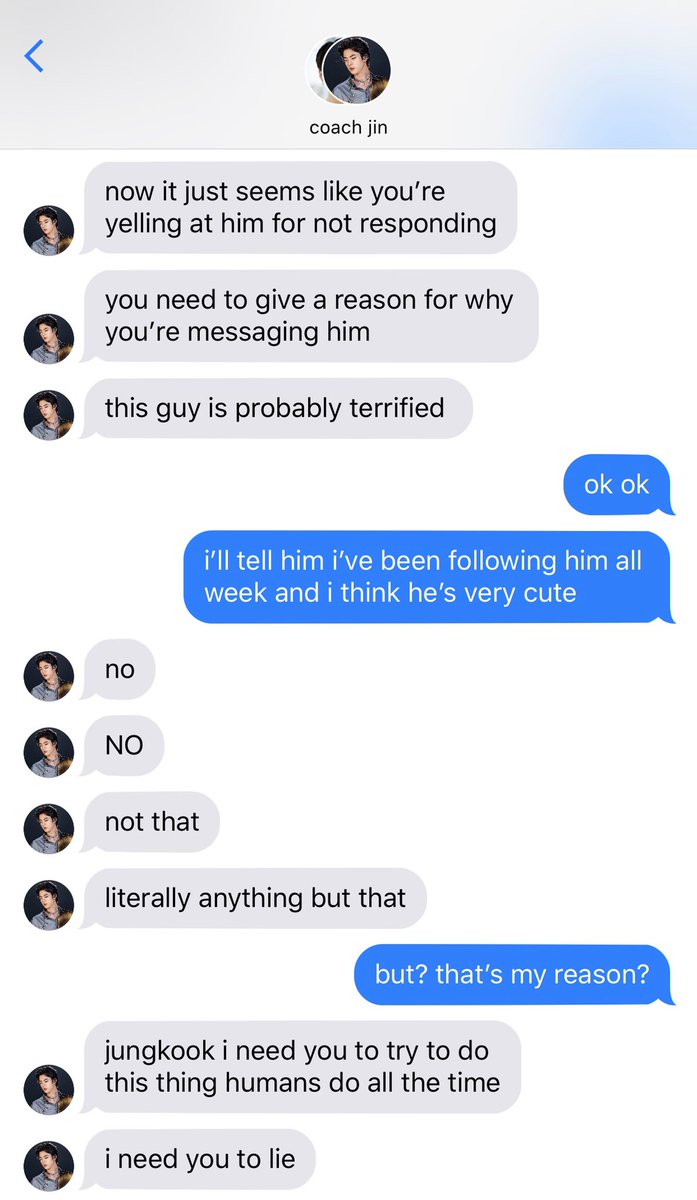 coach jin
now it just seems like you’re
yelling at him for not responding
you need to give a reason for why
you’re messaging him
this guy is probably terrified
ok ok
i’ll tell him i’ve been following him all
week and i think he’s very cute
no
NO
not that
literally anything but that
but? that’s my reason?
jungkook i need you to try to do
this thing humans do all the time
i need you to lie